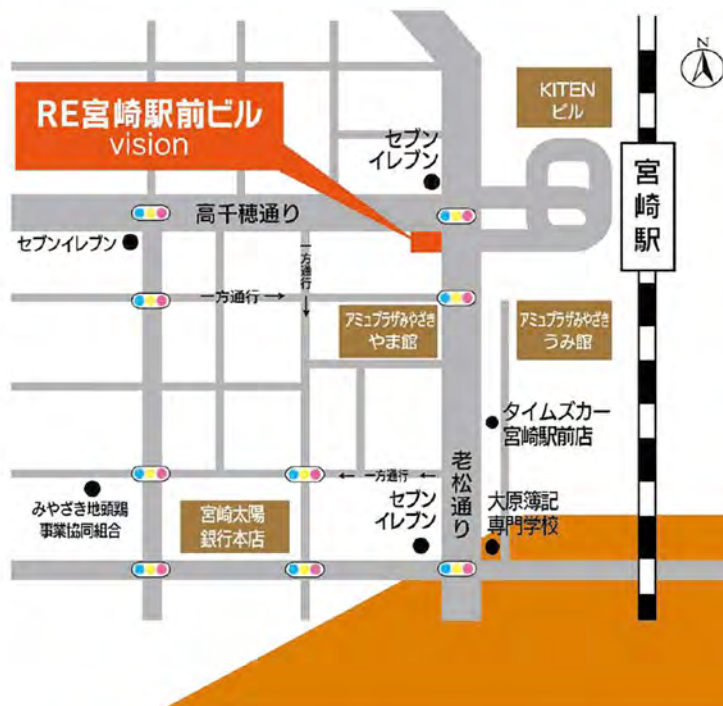 N
KITEN
ビル
RE宮崎駅前ビル
vision
セブン
イレブン
宮崎駅
高千穂通り
セブンイレブン
一方通行
一方通行→
アミュプラザみやざき
やま館
アミュプラザみやざき
うみ館
タイムズカー
宮崎駅前店
老松通り
←一方通行←
みやざき地頭鶏
事業協同組合
宮崎太陽
銀行本店
セブン
イレブン
大原簿記
専門学校